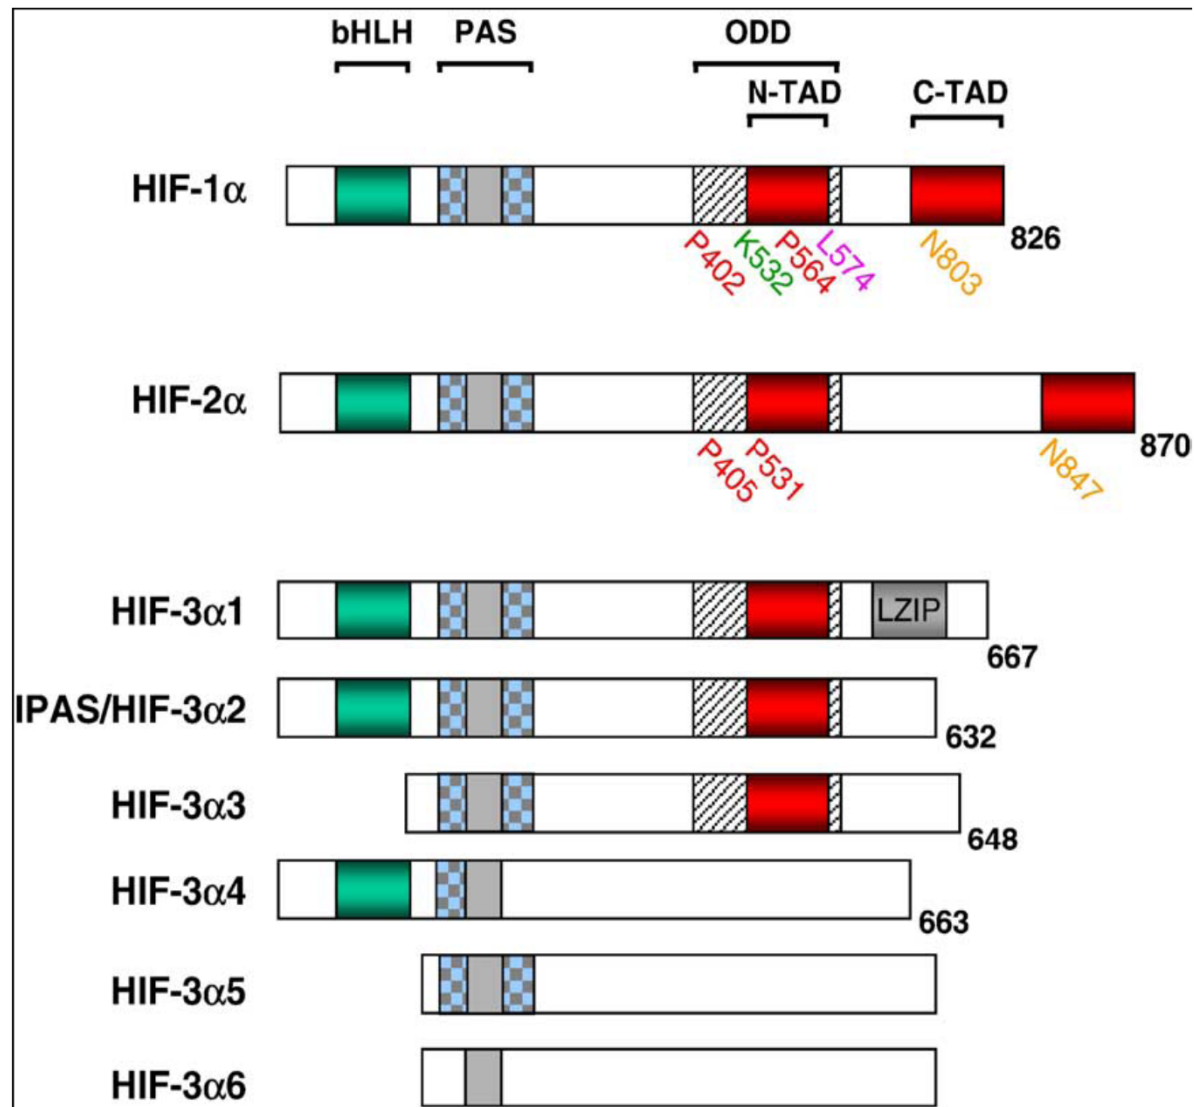 bHLH PAS ODD
N-TAD C-TAD
HIF-1α
826
P402 K532 P564 L574 N803
HIF-2α
870
P405 P531 N847
HIF-3α1 LZIP
667
IPAS/HIF-3α2
632
HIF-3α3
648
HIF-3α4
663
HIF-3α5
HIF-3α6